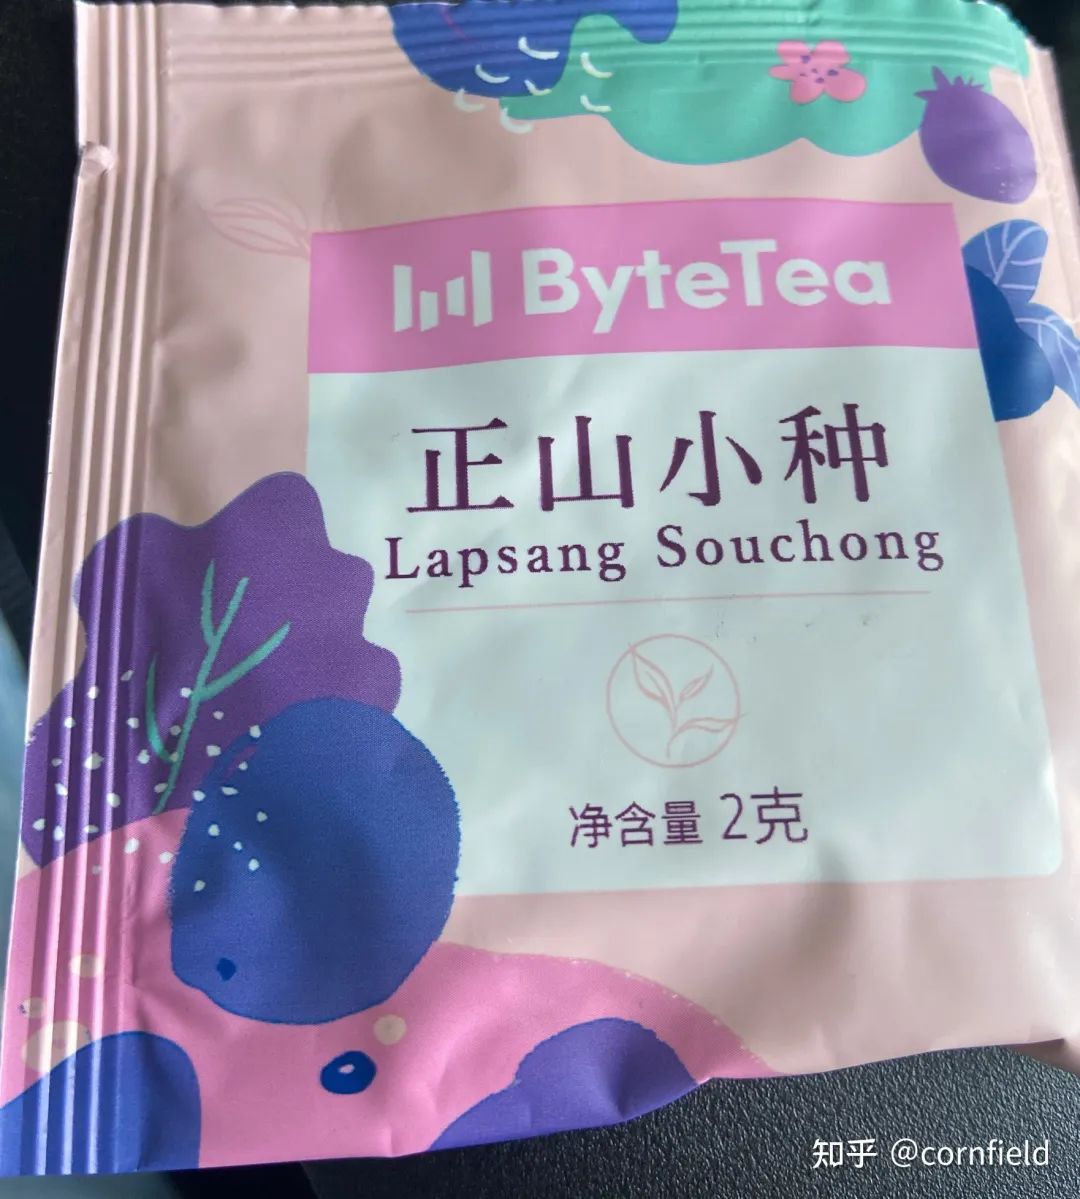 ByteTea
正山小种
Lapsang Souchong
净含量 2克
知乎 @cornfield